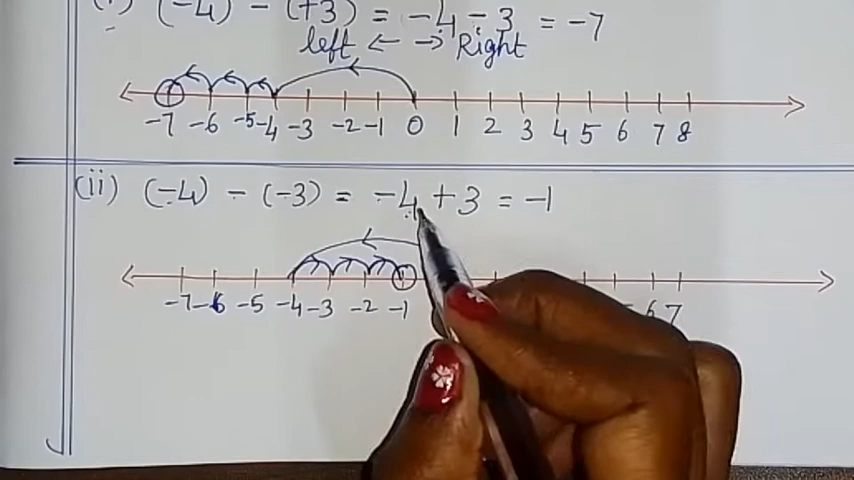 (i) (-4) - (+3) = -4 - 3 = -7
left ← → Right
-7 -6 -5 -4 -3 -2 -1 0 1 2 3 4 5 6 7 8
(ii) (-4) - (-3) = -4 + 3 = -1
-7 -6 -5 -4 -3 -2 -1 6 7